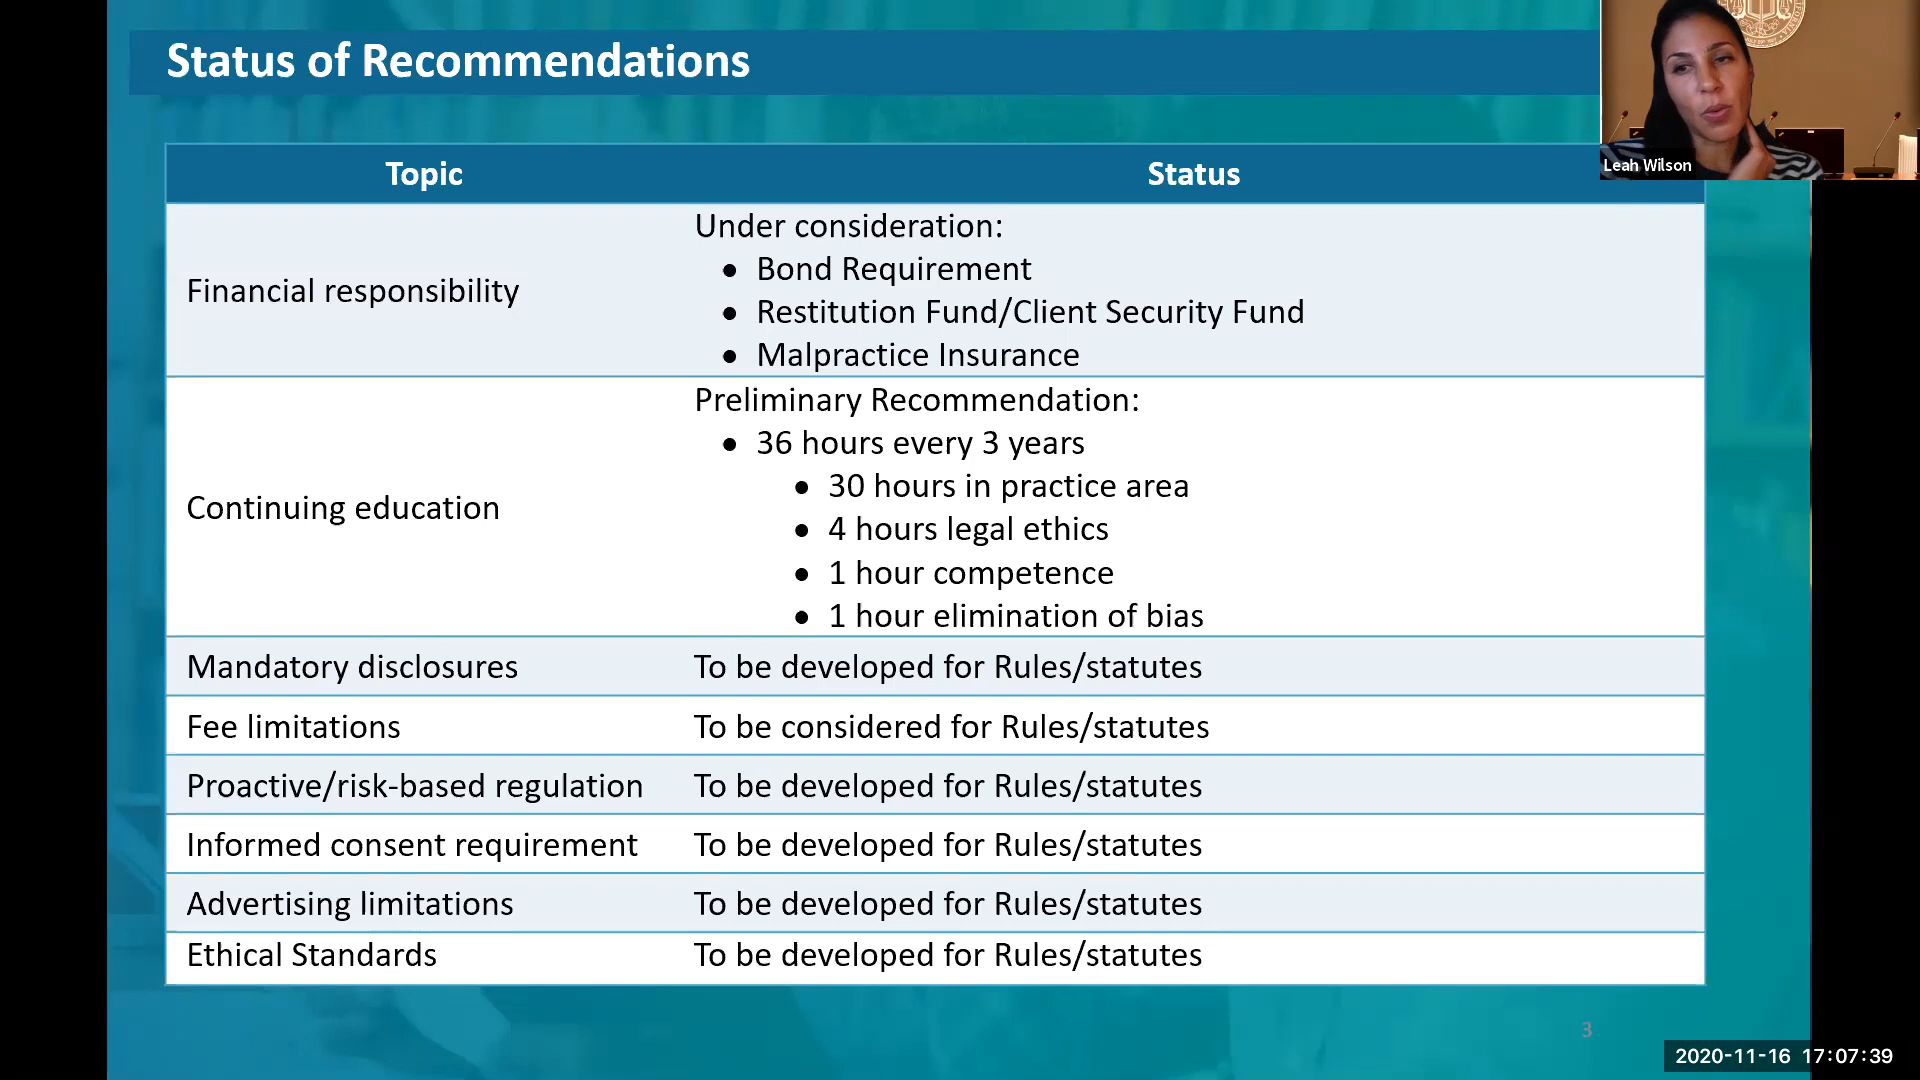 Status of Recommendations
Leah Wilson
Topic Status
Financial responsibility
Under consideration:
• Bond Requirement
• Restitution Fund/Client Security Fund
• Malpractice Insurance
Continuing education
Preliminary Recommendation:
• 36 hours every 3 years
• 30 hours in practice area
• 4 hours legal ethics
• 1 hour competence
• 1 hour elimination of bias
Mandatory disclosures To be developed for Rules/statutes
Fee limitations To be considered for Rules/statutes
Proactive/risk-based regulation To be developed for Rules/statutes
Informed consent requirement To be developed for Rules/statutes
Advertising limitations To be developed for Rules/statutes
Ethical Standards To be developed for Rules/statutes
3
2020-11-16 17:07:39